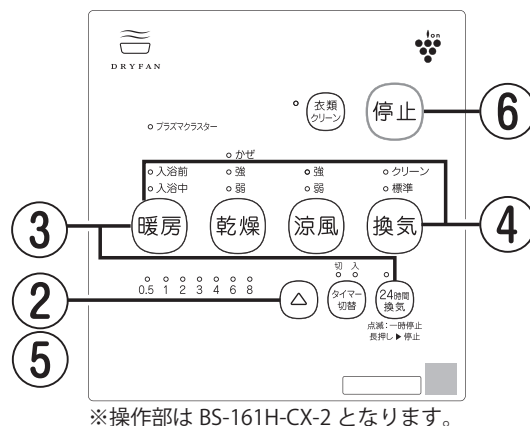 DRYFAN
ion
衣類
クリーン
停止
⑥
プラズマクラスター
かぜ
入浴前 強 強 クリーン
入浴中 弱 弱 標準
③ 暖房 乾燥 涼風 換気 ④
切 入
0.5 1 2 3 4 6 8
②
△
タイマー
切替
24時間
換気
点滅:一時停止
長押し▶停止
⑤
※操作部は BS-161H-CX-2 となります。